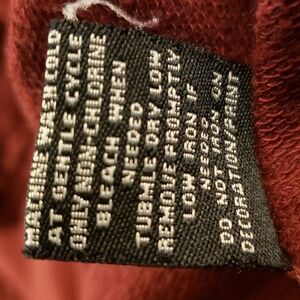 MACHINE WASH COLD
AT GENTLE CYCLE
ONLY NON-CHLORINE
BLEACH WHEN
NEEDED
TUMBLE DRY LOW
REMOVE PROMPTLY
LOW IRON IF
NEEDED
DO NOT IRON ON
DECORATION/PRINT